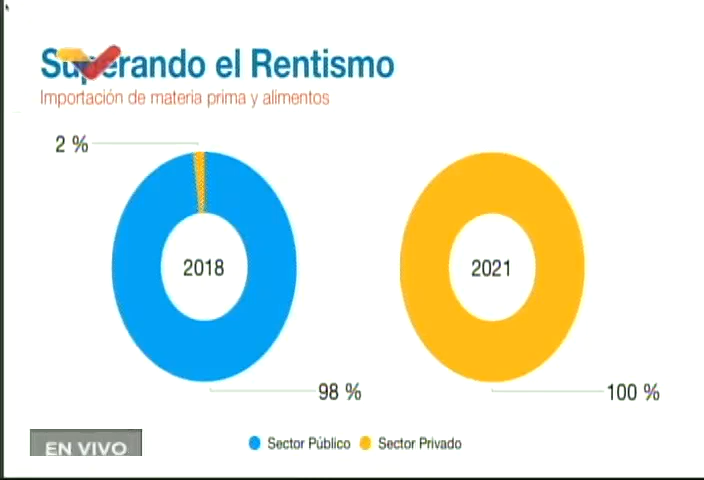 Superando el Rentismo
Importación de materia prima y alimentos
2 %
2018
2021
98 %
100 %
Sector Público
Sector Privado
EN VIVO